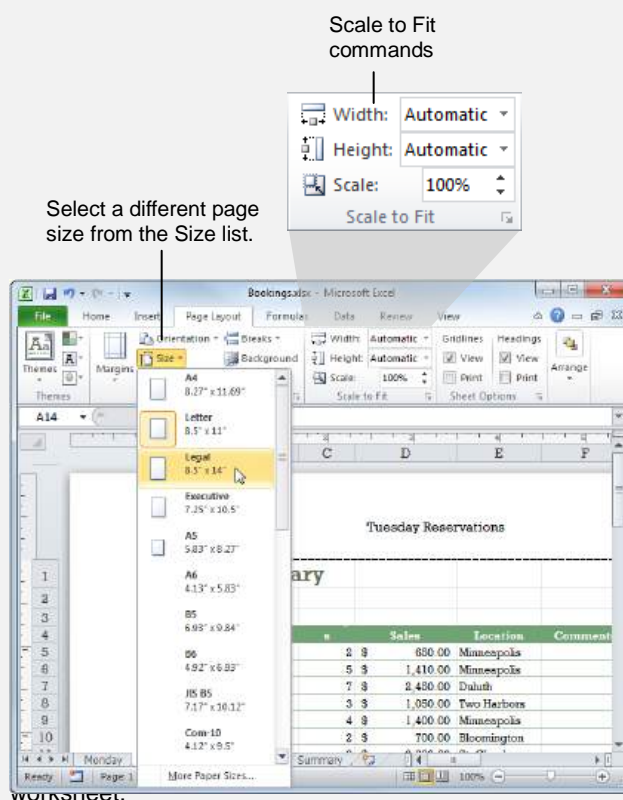 Scale to Fit
commands
Width: Automatic
Height: Automatic
Scale: 100%
Scale to Fit
Select a different page
size from the Size list.
Bookings.xlsx - Microsoft Excel
File Home Insert Page Layout Formulas Data Review View
Orientation Breaks Width: Automatic Gridlines Headings
Size Background Height: Automatic View View
Themes Margins Scale: 100% Print Print Arrange
Themes Scale to Fit Sheet Options
A14
A4
8.27" x 11.69"
Letter
8.5" x 11"
Legal
8.5" x 14"
Executive
7.25" x 10.5"
A5
5.83" x 8.27"
A6
4.13" x 5.83"
B5
6.93" x 9.84"
B6
4.92" x 6.93"
JIS B5
7.17" x 10.12"
Com-10
4.12" x 9.5"
More Paper Sizes...
C D E F
Tuesday Reservations
1 ary
2
3
4 s Sales Location Comment
5 2 $ 680.00 Minneapolis
6 5 $ 1,410.00 Minneapolis
7 7 $ 2,480.00 Duluth
8 3 $ 1,050.00 Two Harbors
9 4 $ 1,400.00 Minneapolis
10 2 $ 700.00 Bloomington
Monday Summary
Ready Page 1 100%
worksheet.